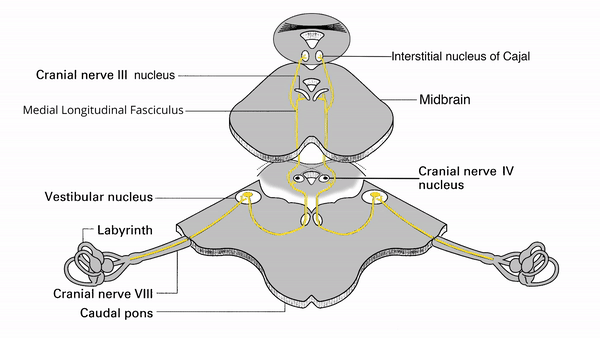 Interstitial nucleus of Cajal
Cranial nerve III nucleus
Midbrain
Medial Longitudinal Fasciculus
Cranial nerve IV
nucleus
Vestibular nucleus
Labyrinth
Cranial nerve VIII
Caudal pons